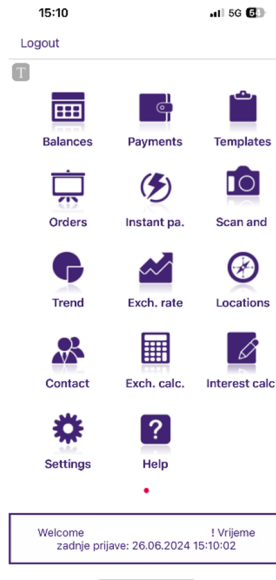 15:10 5G 54
Logout
T
Balances Payments Templates
Orders Instant pa. Scan and
Trend Exch. rate Locations
Contact Exch. calc. Interest calc
Settings Help
Welcome ! Vrijeme
zadnje prijave: 26.06.2024 15:10:02